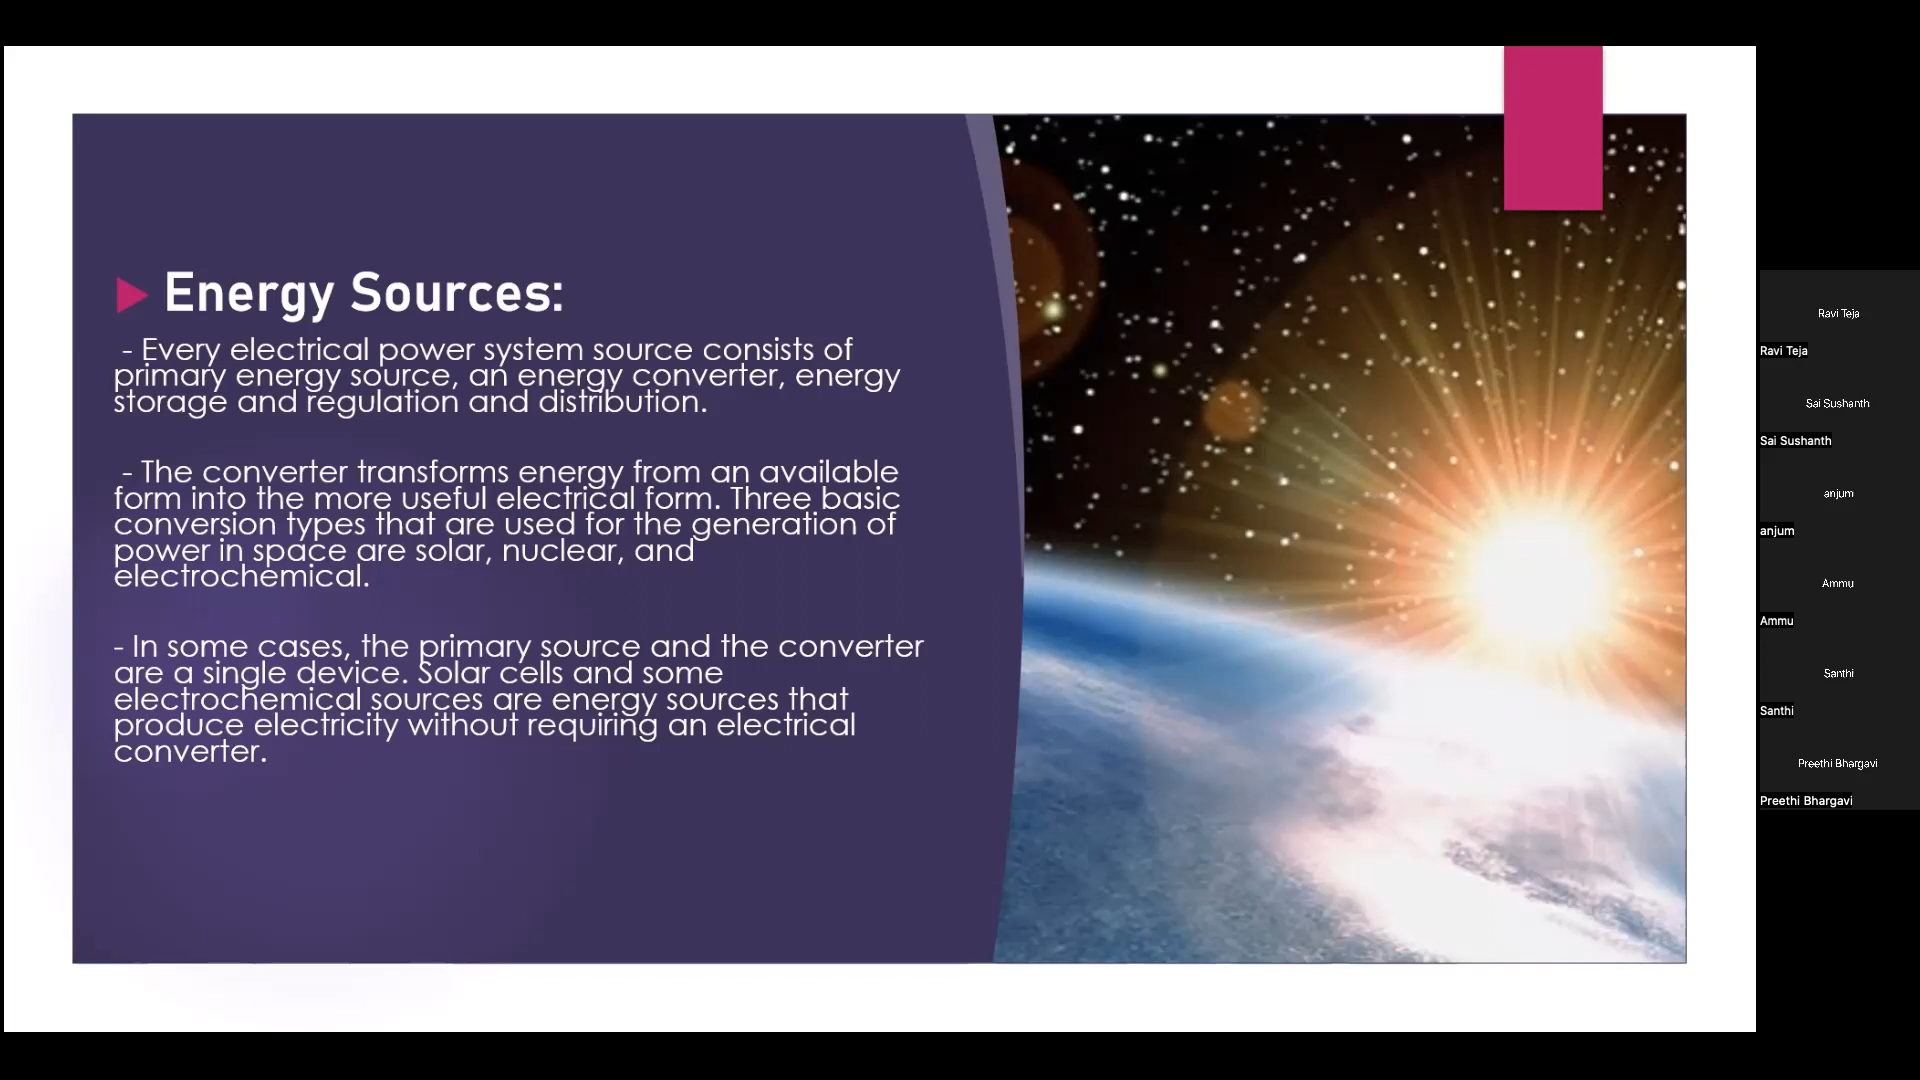 Energy Sources:
- Every electrical power system source consists of
primary energy source, an energy converter, energy
storage and regulation and distribution.
- The converter transforms energy from an available
form into the more useful electrical form. Three basic
conversion types that are used for the generation of
power in space are solar, nuclear, and
electrochemical.
- In some cases, the primary source and the converter
are a single device. Solar cells and some
electrochemical sources are energy sources that
produce electricity without requiring an electrical
converter.
Ravi Teja
Ravi Teja
Sai Sushanth
Sai Sushanth
anjum
anjum
Ammu
Ammu
Santhi
Santhi
Preethi Bhargavi
Preethi Bhargavi